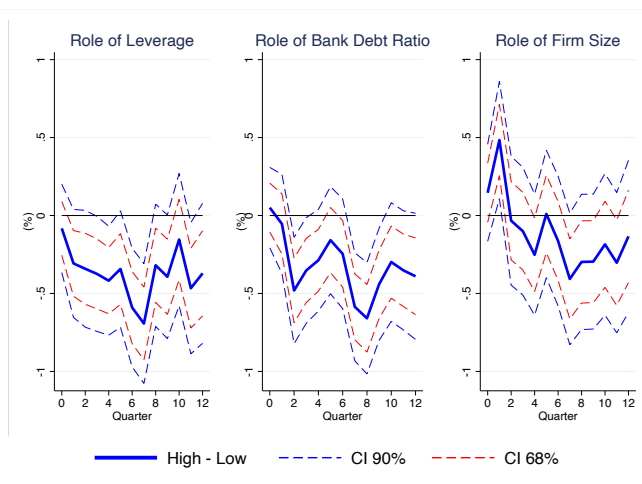 Role of Leverage
1
.5
0
-.5
-1
(%)
0 2 4 6 8 10 12
Quarter
Role of Bank Debt Ratio
1
.5
0
-.5
-1
(%)
0 2 4 6 8 10 12
Quarter
Role of Firm Size
1
.5
0
-.5
-1
(%)
0 2 4 6 8 10 12
Quarter
High - Low CI 90% CI 68%